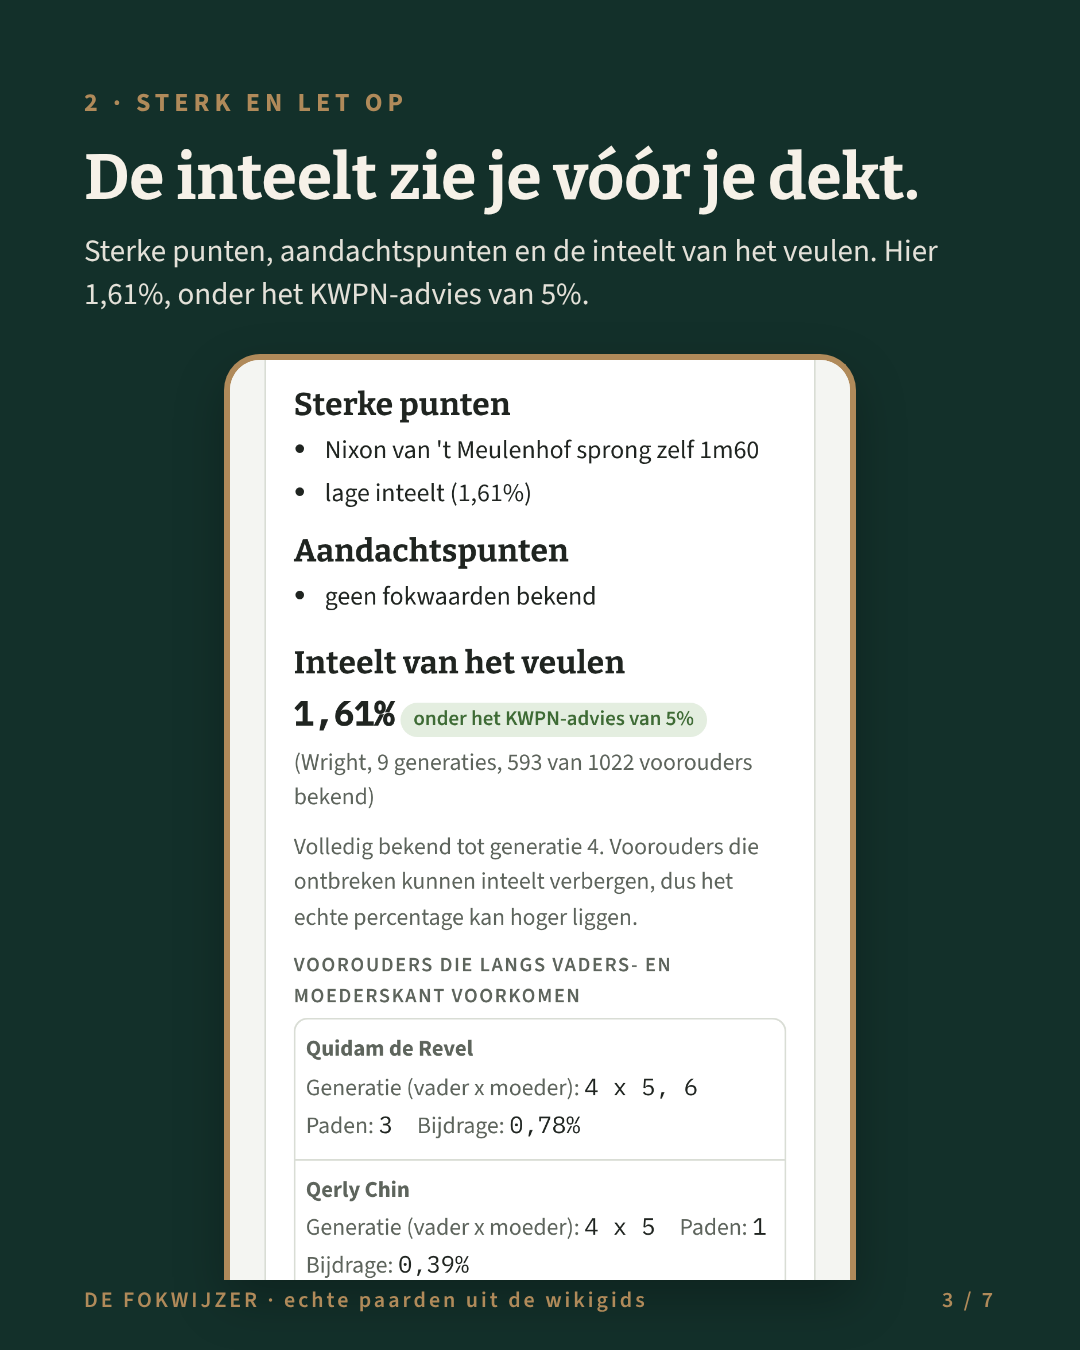 2 · STERK EN LET OP
De inteelt zie je vóór je dekt.
Sterke punten, aandachtspunten en de inteelt van het veulen. Hier
1,61%, onder het KWPN-advies van 5%.
Sterke punten
• Nixon van 't Meulenhof sprong zelf 1m60
• lage inteelt (1,61%)
Aandachtspunten
• geen fokwaarden bekend
Inteelt van het veulen
1,61% onder het KWPN-advies van 5%
(Wright, 9 generaties, 593 van 1022 voorouders
bekend)
Volledig bekend tot generatie 4. Voorouders die
ontbreken kunnen inteelt verbergen, dus het
echte percentage kan hoger liggen.
VOOROUDERS DIE LANGS VADERS- EN
MOEDERSKANT VOORKOMEN
Quidam de Revel
Generatie (vader x moeder): 4 x 5, 6
Paden: 3 Bijdrage: 0,78%
Qerly Chin
Generatie (vader x moeder): 4 x 5 Paden: 1
Bijdrage: 0,39%
DE FOKWIJZER · echte paarden uit de wikigids 3 / 7